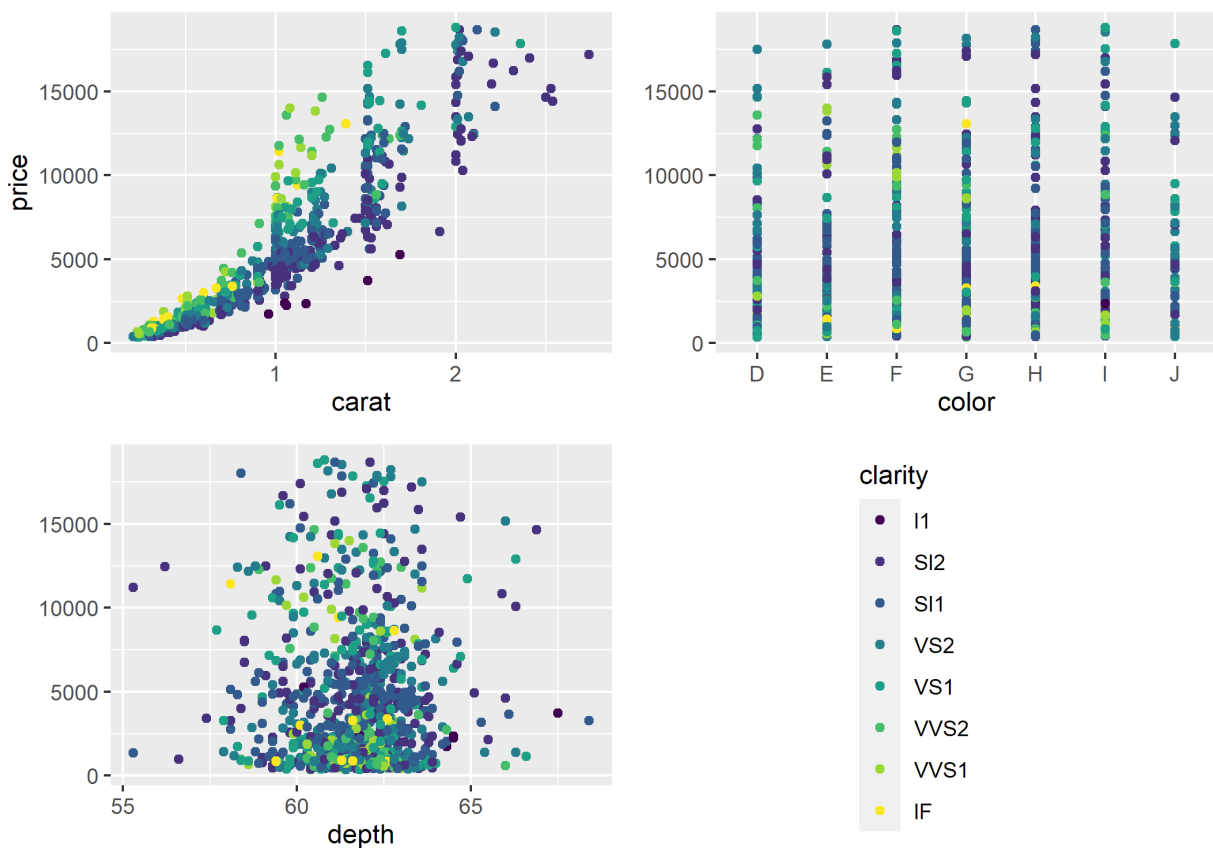 price
15000
10000
5000
0
1 2
carat
15000
10000
5000
0
D E F G H I J
color
15000
10000
5000
0
55 60 65
depth
clarity
I1
SI2
SI1
VS2
VS1
VVS2
VVS1
IF